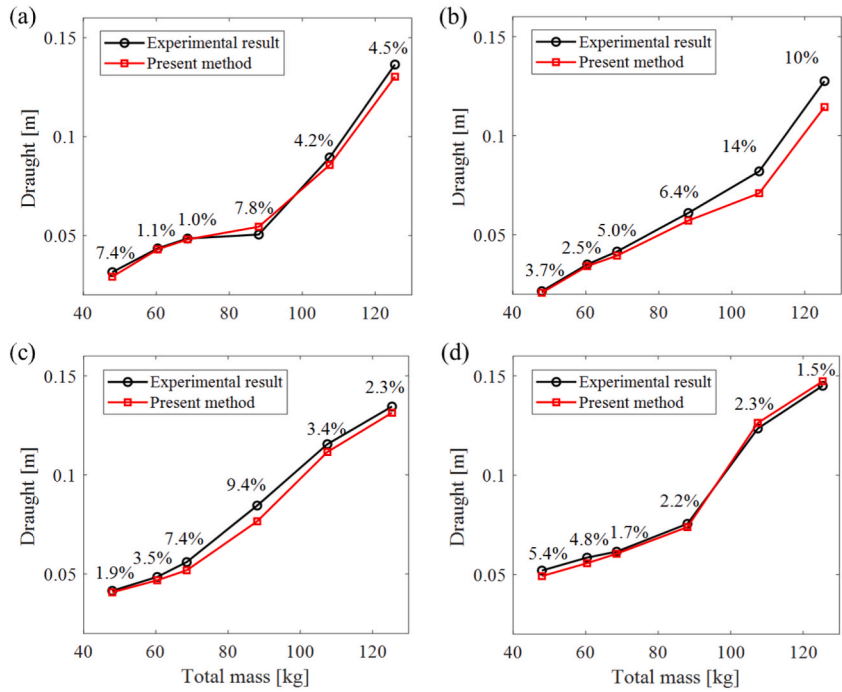 (a)
0.15
0.1
0.05
Draught [m]
Experimental result
Present method
7.4%
1.1%
1.0%
7.8%
4.2%
4.5%
40 60 80 100 120
(b)
0.15
0.1
0.05
Draught [m]
Experimental result
Present method
3.7%
2.5%
5.0%
6.4%
14%
10%
40 60 80 100 120
(c)
0.15
0.1
0.05
Draught [m]
Experimental result
Present method
1.9%
3.5%
7.4%
9.4%
3.4%
2.3%
40 60 80 100 120
Total mass [kg]
(d)
0.15
0.1
0.05
Draught [m]
Experimental result
Present method
5.4%
4.8%
1.7%
2.2%
2.3%
1.5%
40 60 80 100 120
Total mass [kg]